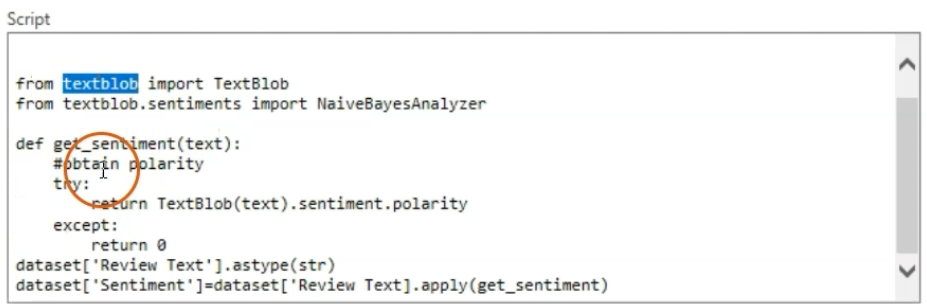 Script
from textblob import TextBlob
from textblob.sentiments import NaiveBayesAnalyzer
def get_sentiment(text):
#obtain polarity
try:
return TextBlob(text).sentiment.polarity
except:
return 0
dataset['Review Text'].astype(str)
dataset['Sentiment']=dataset['Review Text].apply(get_sentiment)